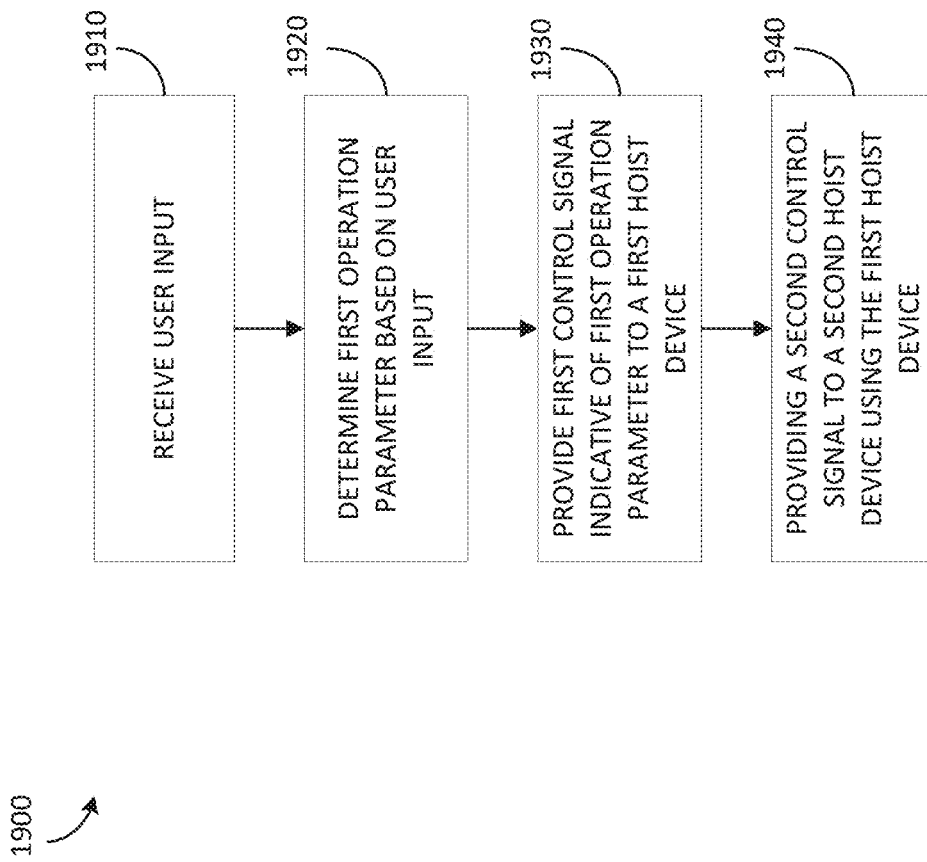 1900
1910
RECEIVE USER INPUT
1920
DETERMINE FIRST OPERATION
PARAMETER BASED ON USER
INPUT
1930
PROVIDE FIRST CONTROL SIGNAL
INDICATIVE OF FIRST OPERATION
PARAMETER TO A FIRST HOIST
DEVICE
1940
PROVIDING A SECOND CONTROL
SIGNAL TO A SECOND HOIST
DEVICE USING THE FIRST HOIST
DEVICE